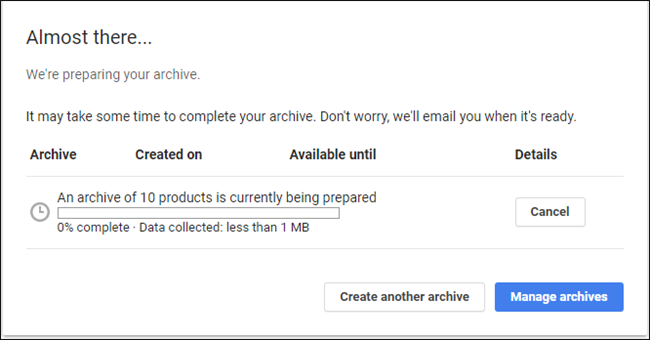 Almost there...
We're preparing your archive.
It may take some time to complete your archive. Don't worry, we'll email you when it's ready.
Archive Created on Available until Details
An archive of 10 products is currently being prepared
Cancel
0% complete · Data collected: less than 1 MB
Create another archive Manage archives